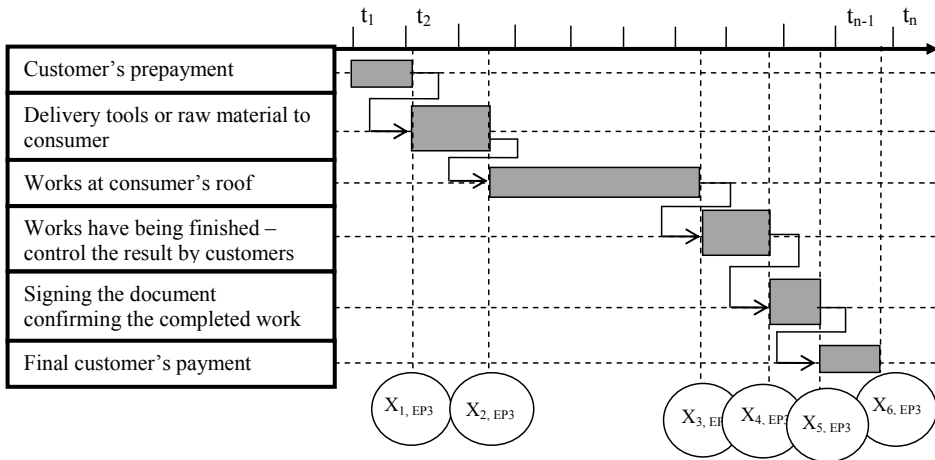 t1 t2 tn-1 tn
Customer’s prepayment
Delivery tools or raw material to
consumer
Works at consumer’s roof
Works have being finished –
control the result by customers
Signing the document
confirming the completed work
Final customer’s payment
X1, EP3 X2, EP3 X3, EP X4, EP3 X5, EP3 X6, EP3